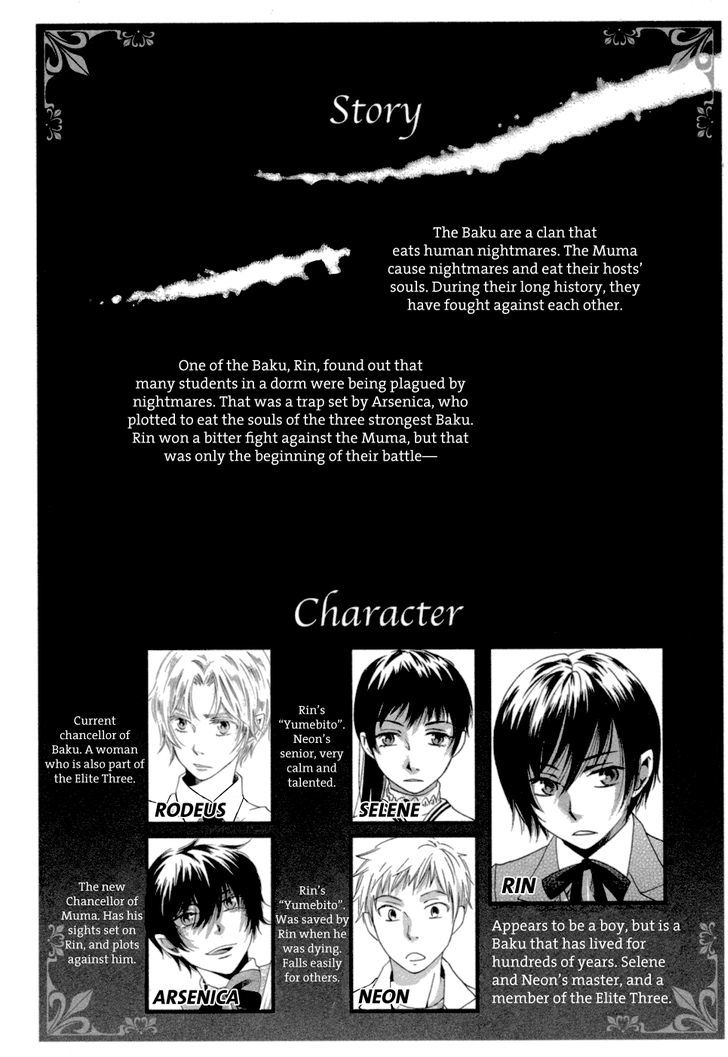 Story
The Baku are a clan that
eats human nightmares. The Muma
cause nightmares and eat their hosts'
souls. During their long history, they
have fought against each other.
One of the Baku, Rin, found out that
many students in a dorm were being plagued by
nightmares. That was a trap set by Arsenica, who
plotted to eat the souls of the three strongest Baku.
Rin won a bitter fight against the Muma, but that
was only the beginning of their battle—
Character
Current
chancellor of
Baku. A woman
who is also part of
the Elite Three.
RODEUS
Rin's
"Yumebito".
Neon's
senior, very
calm and
talented.
SELENE
RIN
Appears to be a boy, but is a
Baku that has lived for
hundreds of years. Selene
and Neon's master, and a
member of the Elite Three.
The new
Chancellor of
Muma. Has his
sights set on
Rin, and plots
against him.
ARSENICA
Rin's
"Yumebito".
Was saved by
Rin when he
was dying.
Falls easily
for others.
NEON